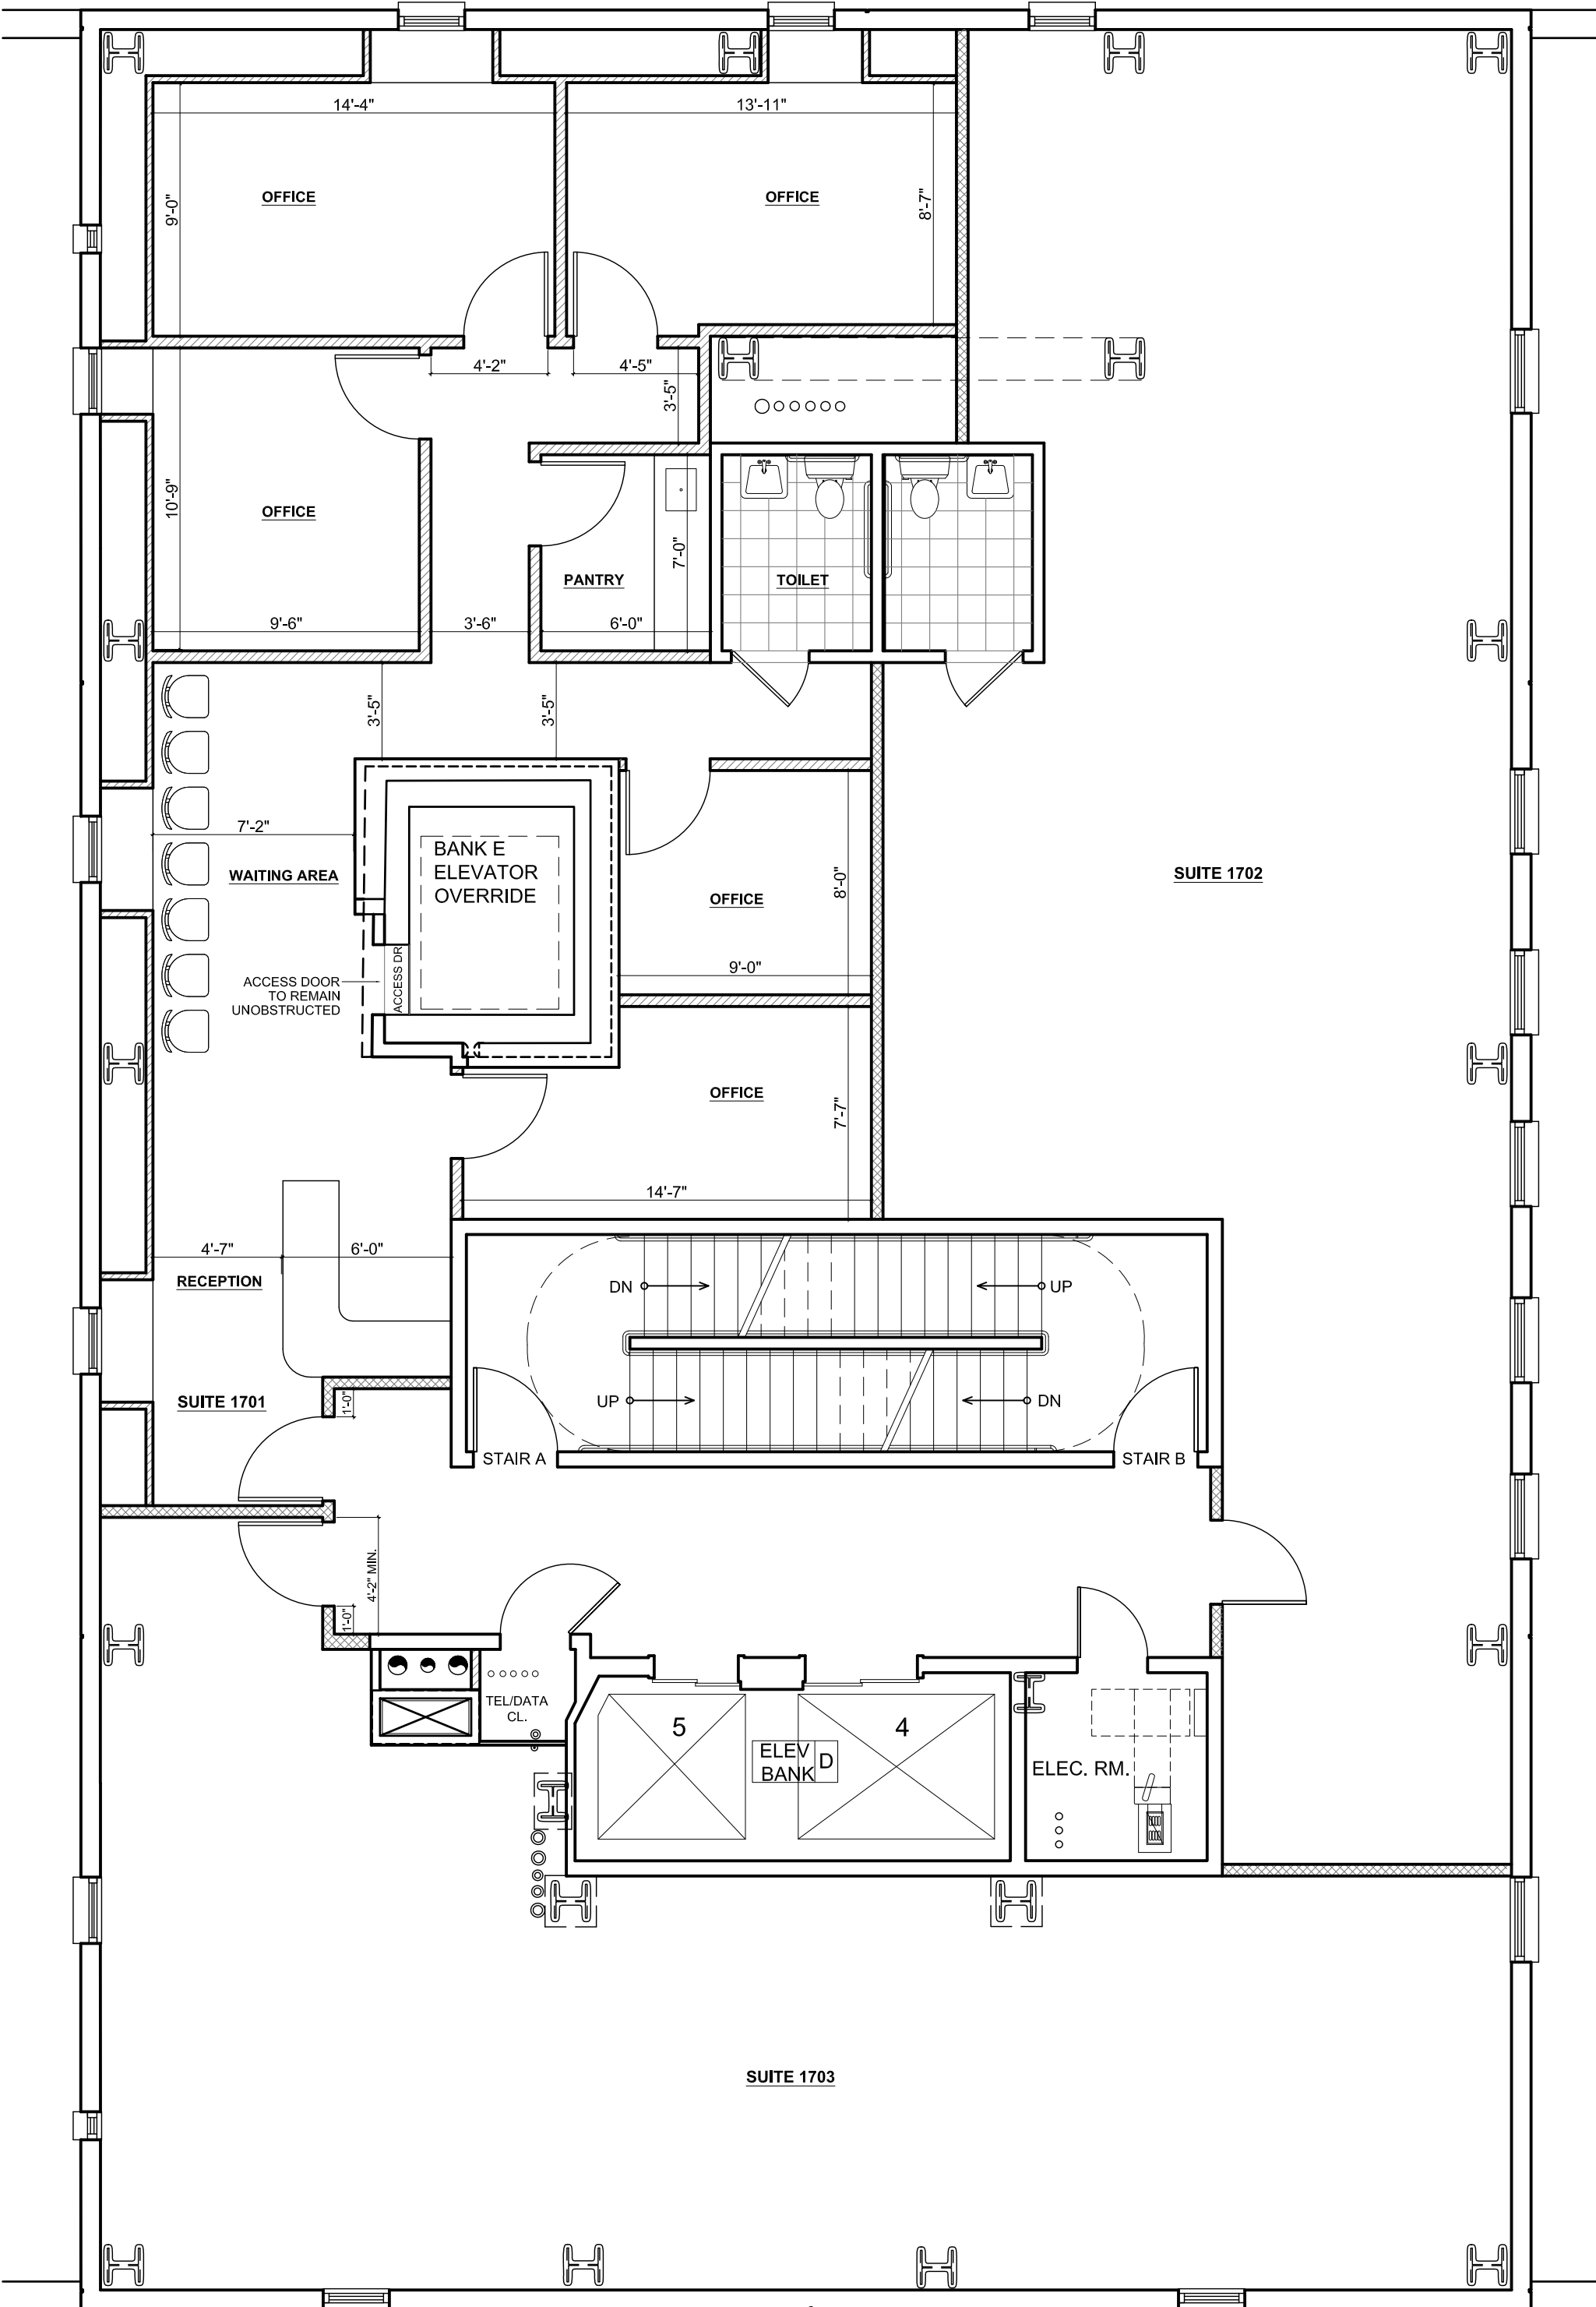 14'-4"
13'-11"
9'-0"
OFFICE
OFFICE
8'-7"
4'-2"
4'-5"
3'-5"
10'-9"
OFFICE
7'-0"
PANTRY
TOILET
9'-6"
3'-6"
6'-0"
3'-5"
3'-5"
7'-2"
BANK E
ELEVATOR
OVERRIDE
WAITING AREA
SUITE 1702
OFFICE
8'-0"
9'-0"
ACCESS DOOR
TO REMAIN
UNOBSTRUCTED
ACCESS DR
OFFICE
7'-7"
14'-7"
4'-7"
6'-0"
RECEPTION
DN
UP
SUITE 1701
1'-0"
UP
DN
STAIR A
STAIR B
4'-2" MIN.
1'-0"
TEL/DATA
CL.
5
4
ELEV
BANK
D
ELEC. RM.
SUITE 1703